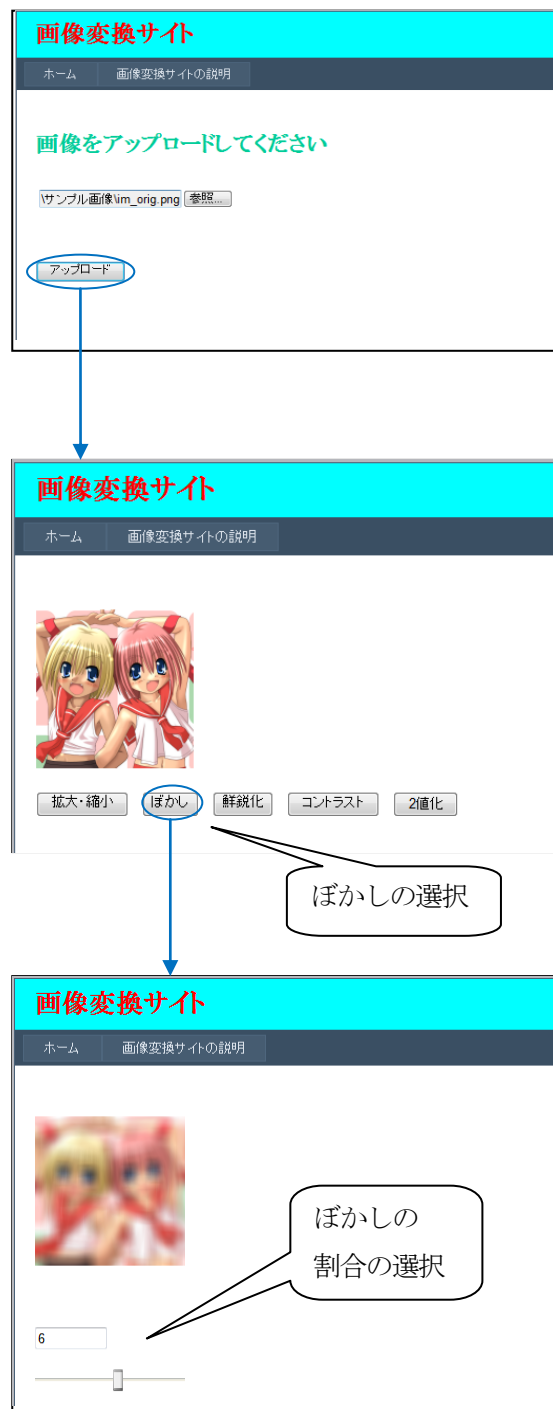 画像変換サイト
ホーム 画像変換サイトの説明
画像をアップロードしてください
\サンプル画像\im_orig.png 参照...
アップロード
画像変換サイト
ホーム 画像変換サイトの説明
拡大・縮小 ぼかし 鮮鋭化 コントラスト 2値化
ぼかしの選択
画像変換サイト
ホーム 画像変換サイトの説明
ぼかしの
割合の選択
6